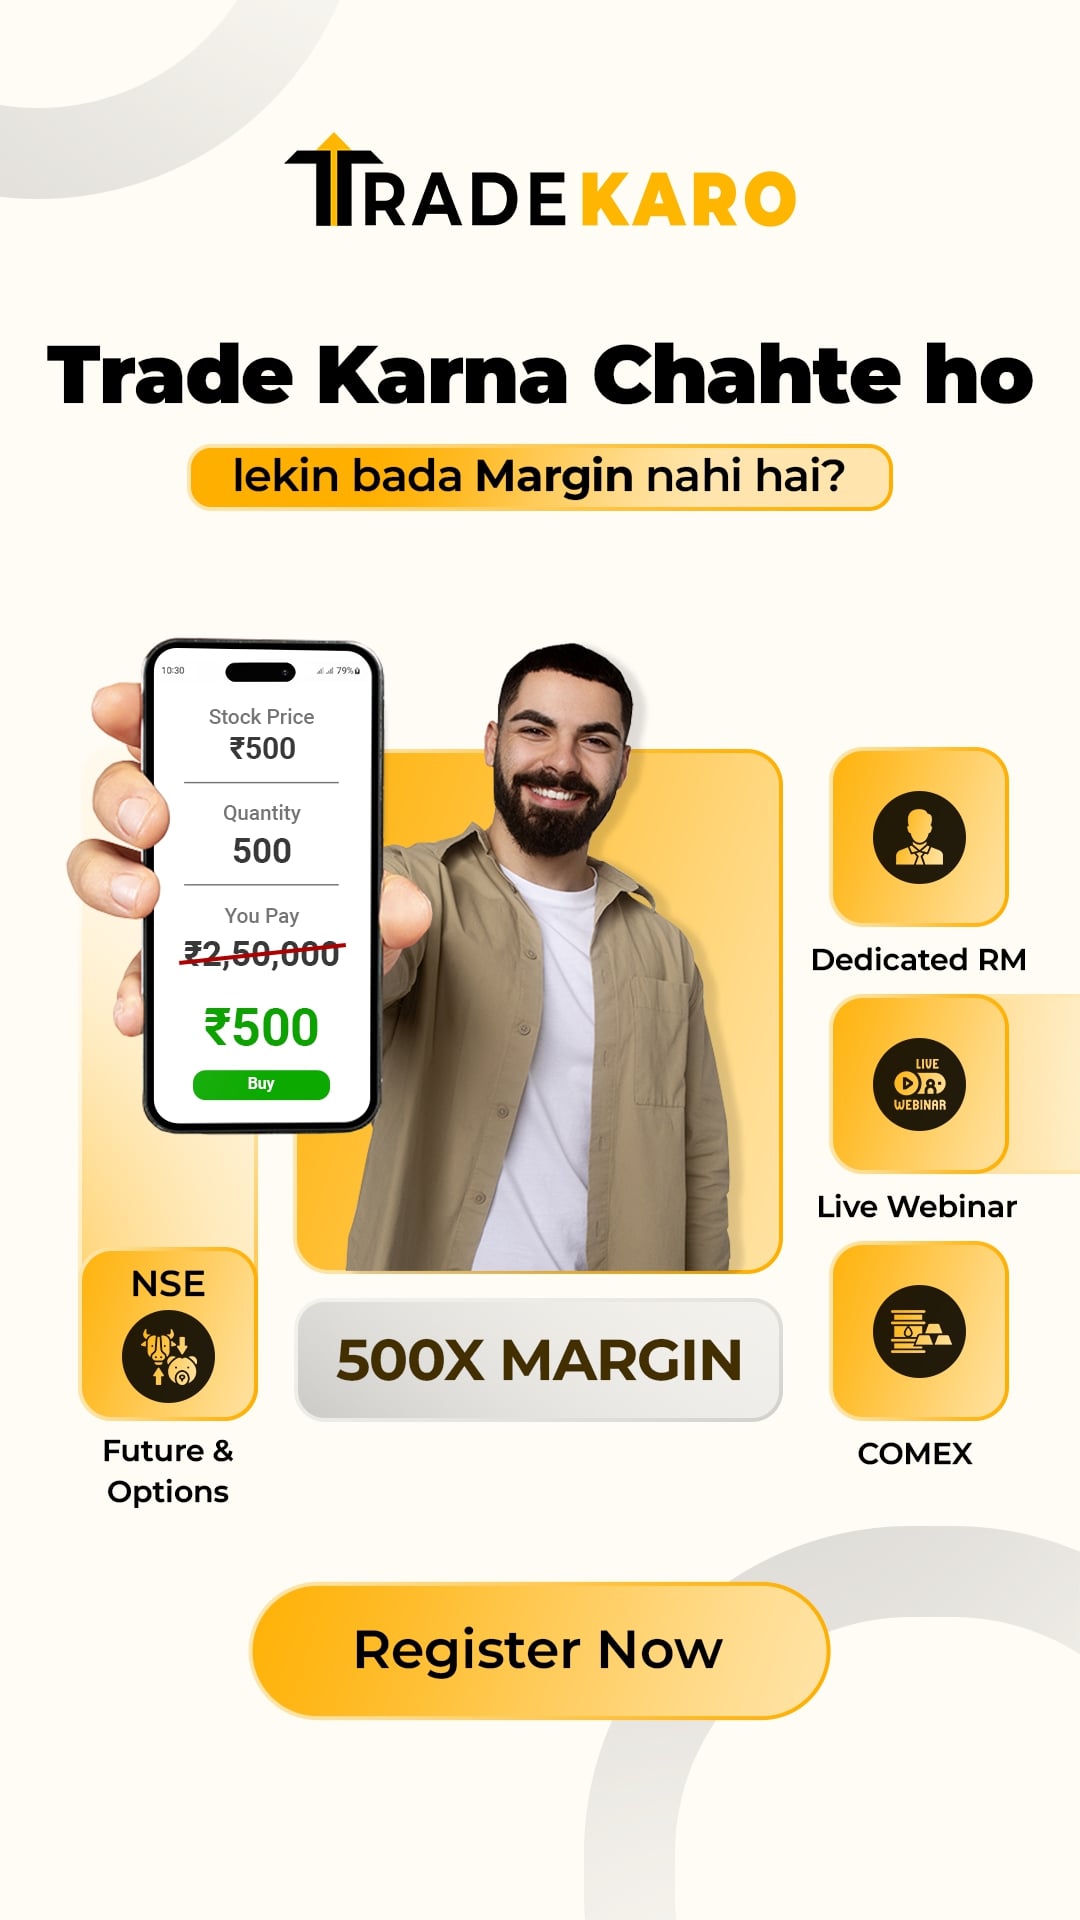 TRADEKARO
Trade Karna Chahte ho
lekin bada Margin nahi hai?
10:30
79%
Stock Price
₹500
Quantity
500
You Pay
₹2,50,000
₹500
Buy
Dedicated RM
LIVE
WEBINAR
Live Webinar
NSE
Future &
Options
500X MARGIN
COMEX
Register Now